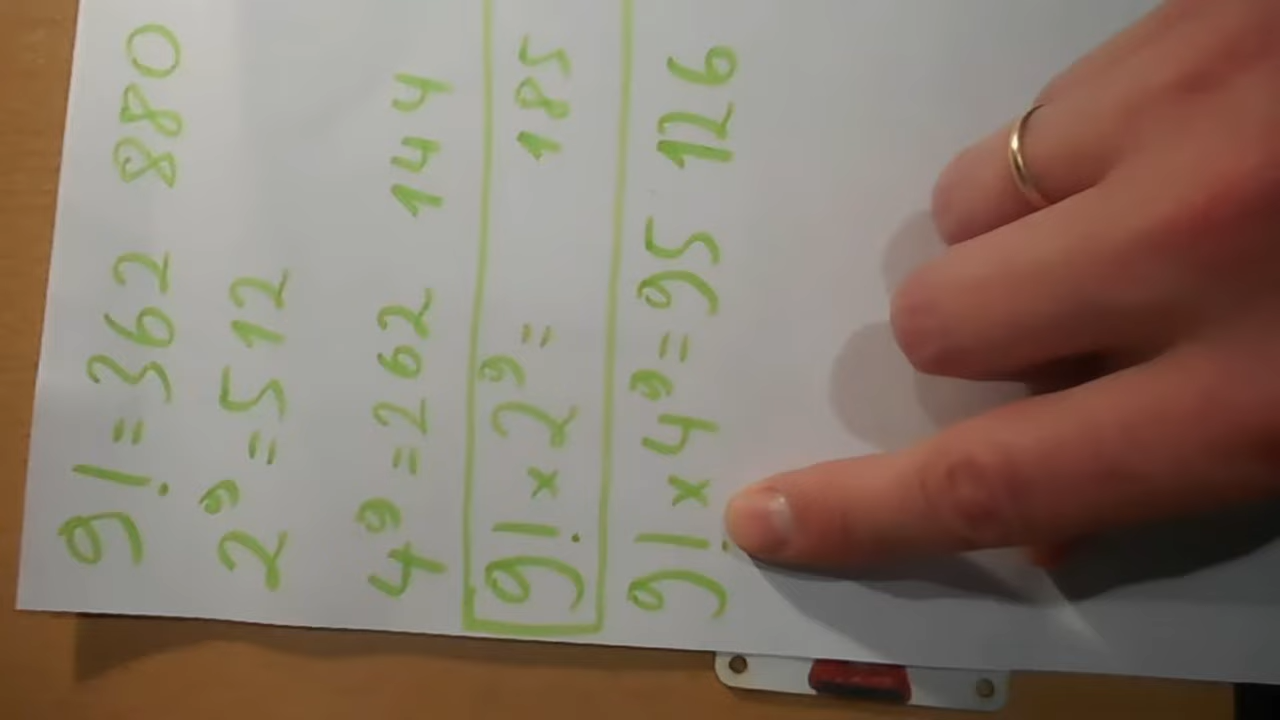 9! = 362 880
2⁹ = 512
4⁹ = 262 144
9! × 2⁹ = 185
9! × 4⁹ = 95 126